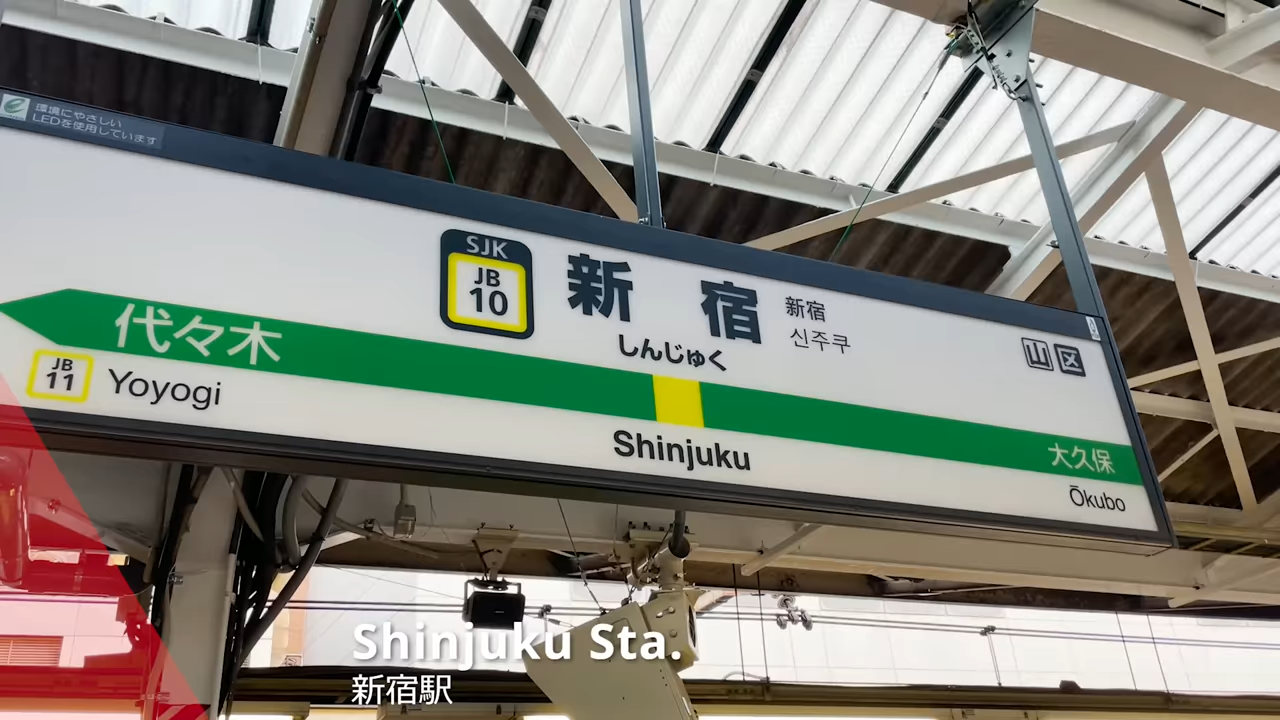 環境にやさしい
LEDを使用しています
SJK
JB
10
新宿
新宿
신주쿠
しんじゅく
山区
代々木
JB
11
Yoyogi
Shinjuku
大久保
Ōkubo
Shinjuku Sta.
新宿駅